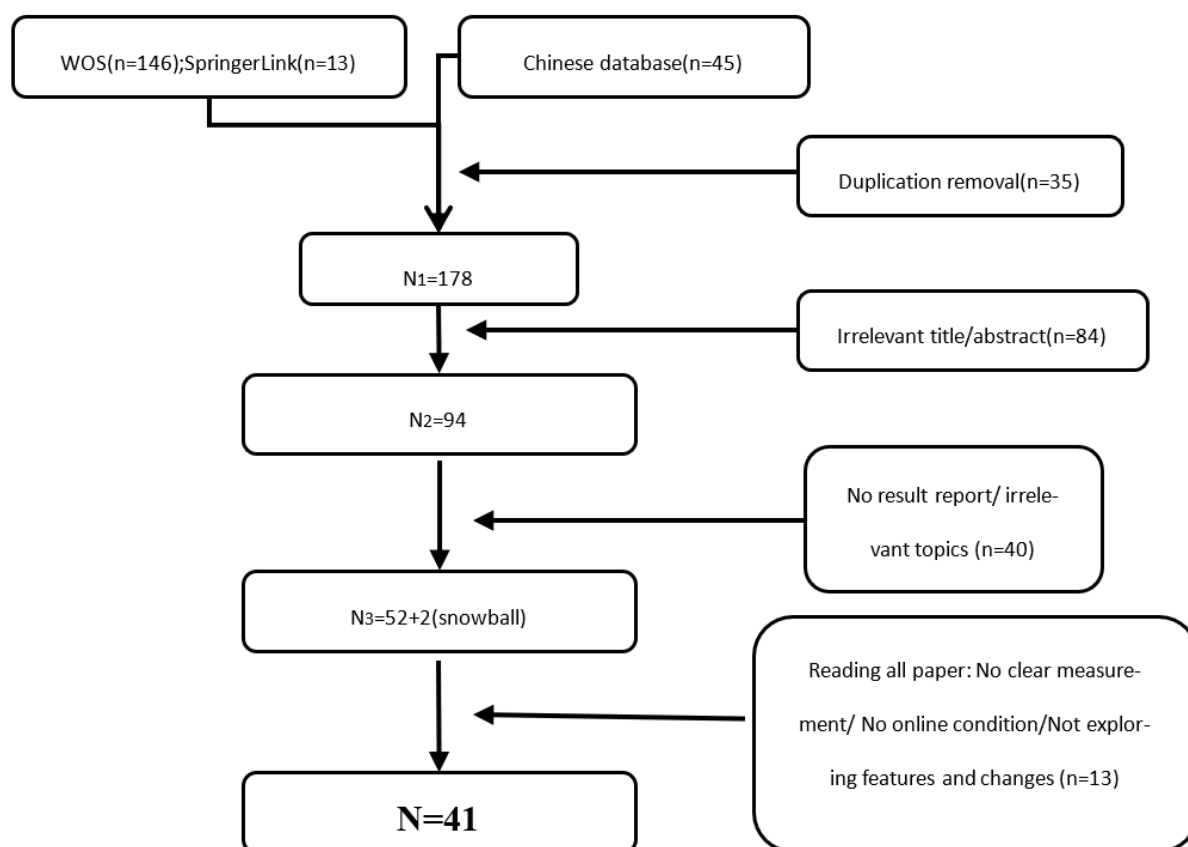 WOS(n=146);SpringerLink(n=13)
Chinese database(n=45)
Duplication removal(n=35)
N1=178
Irrelevant title/abstract(n=84)
N2=94
No result report/ irrele-
vant topics (n=40)
N3=52+2(snowball)
Reading all paper: No clear measure-
ment/ No online condition/Not explor-
ing features and changes (n=13)
N=41